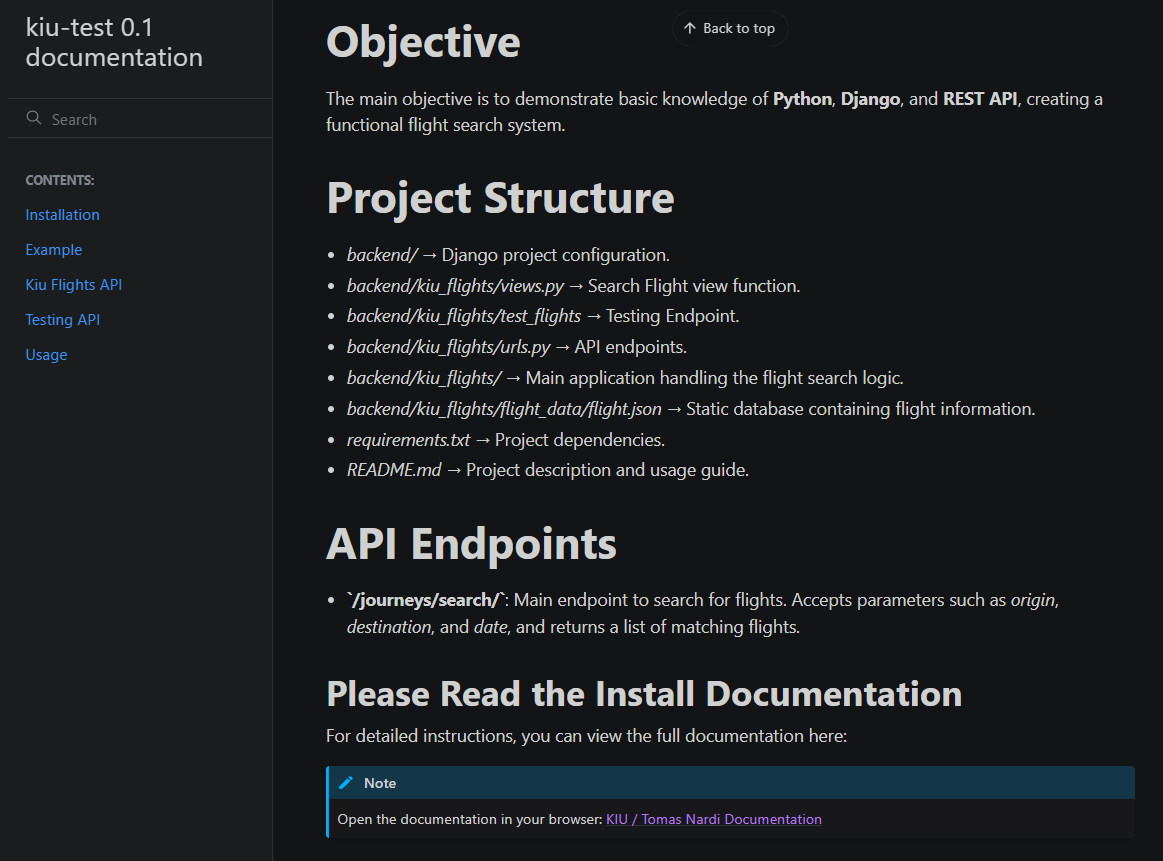 kiu-test 0.1
documentation
Search
CONTENTS:
Installation
Example
Kiu Flights API
Testing API
Usage
Back to top
Objective
The main objective is to demonstrate basic knowledge of Python, Django, and REST API, creating a
functional flight search system.
Project Structure
• backend/ → Django project configuration.
• backend/kiu_flights/views.py → Search Flight view function.
• backend/kiu_flights/test_flights → Testing Endpoint.
• backend/kiu_flights/urls.py → API endpoints.
• backend/kiu_flights/ → Main application handling the flight search logic.
• backend/kiu_flights/flight_data/flight.json → Static database containing flight information.
• requirements.txt → Project dependencies.
• README.md → Project description and usage guide.
API Endpoints
• `/journeys/search/`: Main endpoint to search for flights. Accepts parameters such as origin,
destination, and date, and returns a list of matching flights.
Please Read the Install Documentation
For detailed instructions, you can view the full documentation here:
Note
Open the documentation in your browser: KIU / Tomas Nardi Documentation